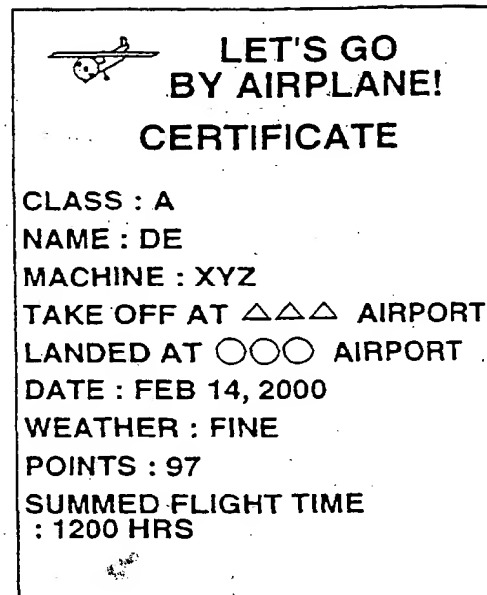 LET'S GO
BY AIRPLANE!
CERTIFICATE
CLASS : A
NAME : DE
MACHINE : XYZ
TAKE OFF AT △△△ AIRPORT
LANDED AT ○○○ AIRPORT
DATE : FEB 14, 2000
WEATHER : FINE
POINTS : 97
SUMMED FLIGHT TIME
: 1200 HRS